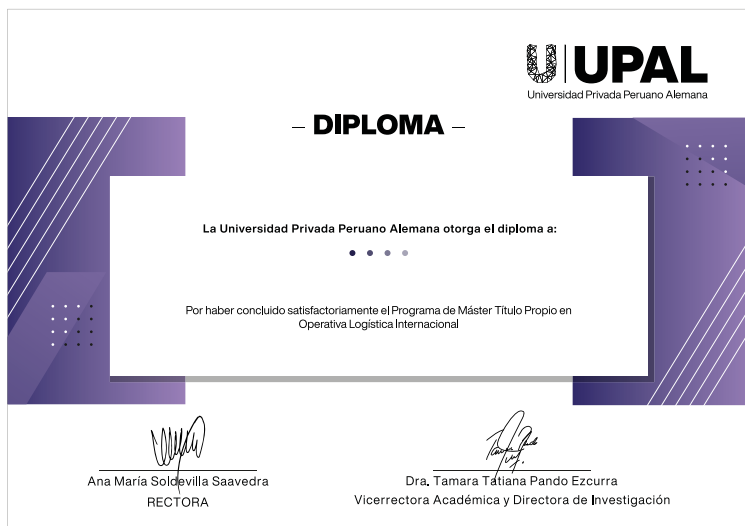 UPAL
Universidad Privada Peruano Alemana
– DIPLOMA –
La Universidad Privada Peruano Alemana otorga el diploma a:
Por haber concluido satisfactoriamente el Programa de Máster Título Propio en
Operativa Logística Internacional
Ana María Soldevilla Saavedra
RECTORA
Dra. Tamara Tatiana Pando Ezcurra
Vicerrectora Académica y Directora de Investigación